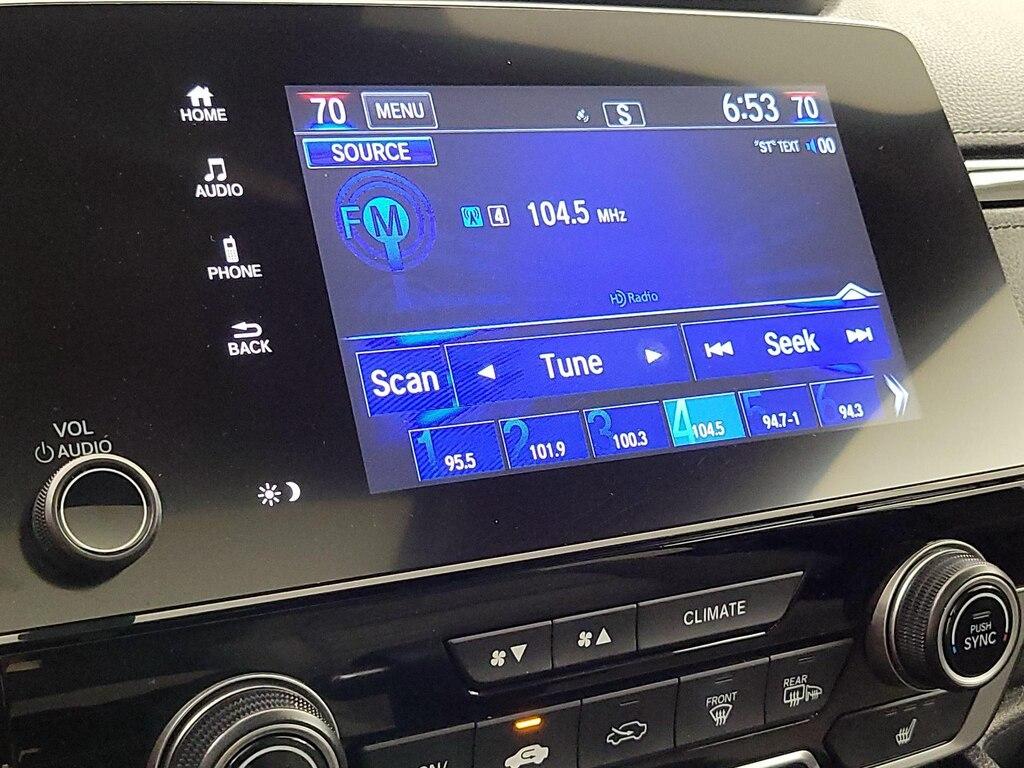 70 MENU S 6:53 70
HOME
SOURCE "ST" TEXT 00
AUDIO
FM 4 104.5 MHz
PHONE
HD Radio
BACK
Scan Tune Seek
1 95.5 2 101.9 3 100.3 4 104.5 5 94.7-1 6 94.3
VOL
AUDIO
CLIMATE
PUSH
SYNC
FRONT
REAR